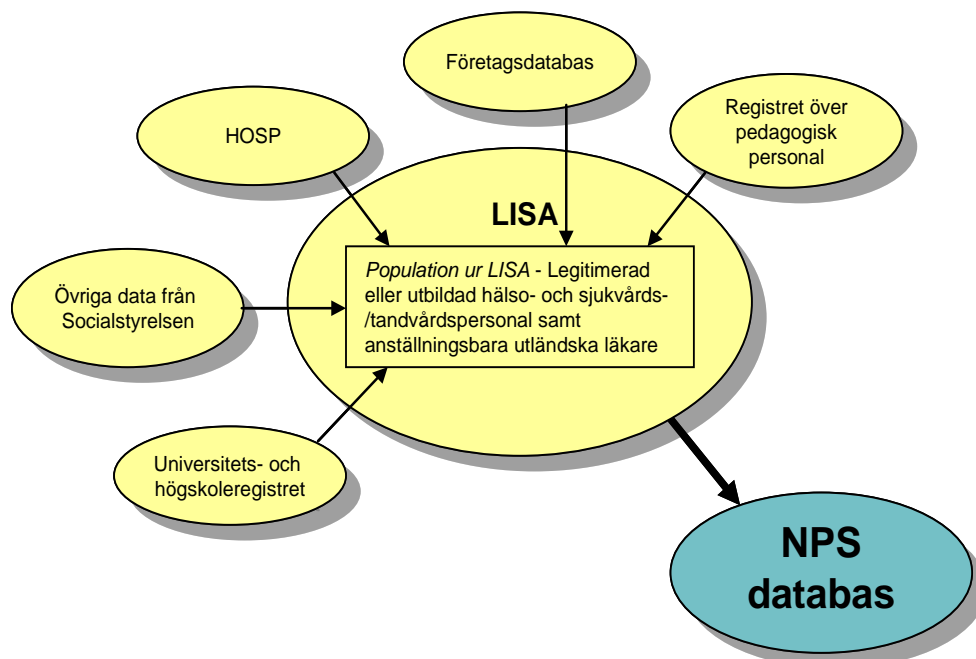 Företagsdatabas
HOSP
Registret över
pedagogisk
personal
LISA
Population ur LISA - Legitimerad
eller utbildad hälso- och sjukvårds-
/tandvårdspersonal samt
anställningsbara utländska läkare
Övriga data från
Socialstyrelsen
Universitets- och
högskoleregistret
NPS
databas